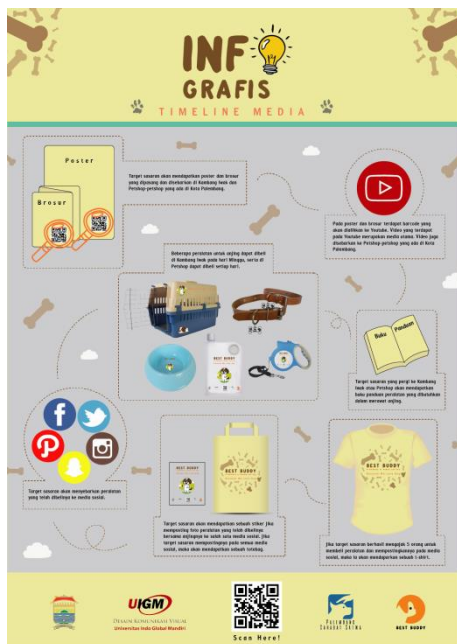 INF
GRAFIS
TIMELINE MEDIA
Poster
Brosur
Target sasaran akan mendapatkan poster dan brosur
yang dipasang dan disebarkan di Kambang Iwak dan
Petshop-petshop yang ada di Kota Palembang.
Pada poster dan brosur terdapat barcode yang
akan dialihkan ke Youtube. Video yang terdapat
pada Youtube merupakan media utama. Video juga
disebarkan ke Petshop-petshop yang ada di Kota
Palembang.
Beberapa peralatan untuk anjing dapat dibeli
di Kambang Iwak pada hari Minggu, serta di
Petshop dapat dibeli setiap hari.
BEST BUDDY
Buku Panduan
Target sasaran yang pergi ke Kambang
Iwak atau Petshop akan mendapatkan
buku panduan peralatan yang dibutuhkan
dalam merawat anjing.
Target sasaran akan menyebarkan peralatan
yang telah dibelinya ke media sosial.
BEST BUDDY
BEST BUDDY
Target sasaran akan mendapatkan sebuah stiker jika
memposting foto peralatan yang telah dibelinya
bersama anjingnya ke salah satu media sosial. Jika
target sasaran mempostingnya pada semua media
sosial, maka akan mendapatkan sebuah totebag.
BEST BUDDY
Jika target sasaran berhasil mengajak 5 orang untuk
membeli peralatan dan mempostingkannya pada media
sosial, maka ia akan mendapatkan sebuah t-shirt.
UIGM
DESAIN KOMUNIKASI VISUAL
Universitas Indo Global Mandiri
Scan Here!
PALEMBANG
SAHABAT SATWA
BEST BUDDY